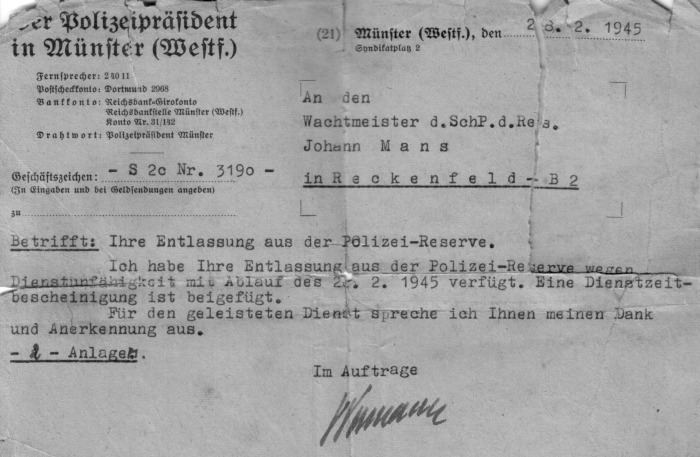 Der Polizeipräsident
in Münster (Westf.)
Fernsprecher: 24011
Postscheckkonto: Dortmund 2968
Bankkonto: Reichsbank-Girokonto
Reichsbankstelle Münster (Westf.)
Konto Nr. 31/182
Drahtwort: Polizeipräsident Münster
Geschäftszeichen: - S 2c Nr. 3190 -
(In Eingaben und bei Geldsendungen angeben)
zu
(21) Münster (Westf.), den 28. 2. 1945
Syndikatplatz 2
An den
Wachtmeister d.SchP.d.Res.
Johann Mans
in Reckenfeld - B 2
Betrifft: Ihre Entlassung aus der Polizei-Reserve.
Ich habe Ihre Entlassung aus der Polizei-Reserve wegen
Dienstunfähigkeit mit Ablauf des 2. 1945 verfügt. Eine Dienstzeit-
bescheinigung ist beigefügt.
Für den geleisteten Dienst spreche ich Ihnen meinen Dank
und Anerkennung aus.
- 2 - Anlagen.
Im Auftrage